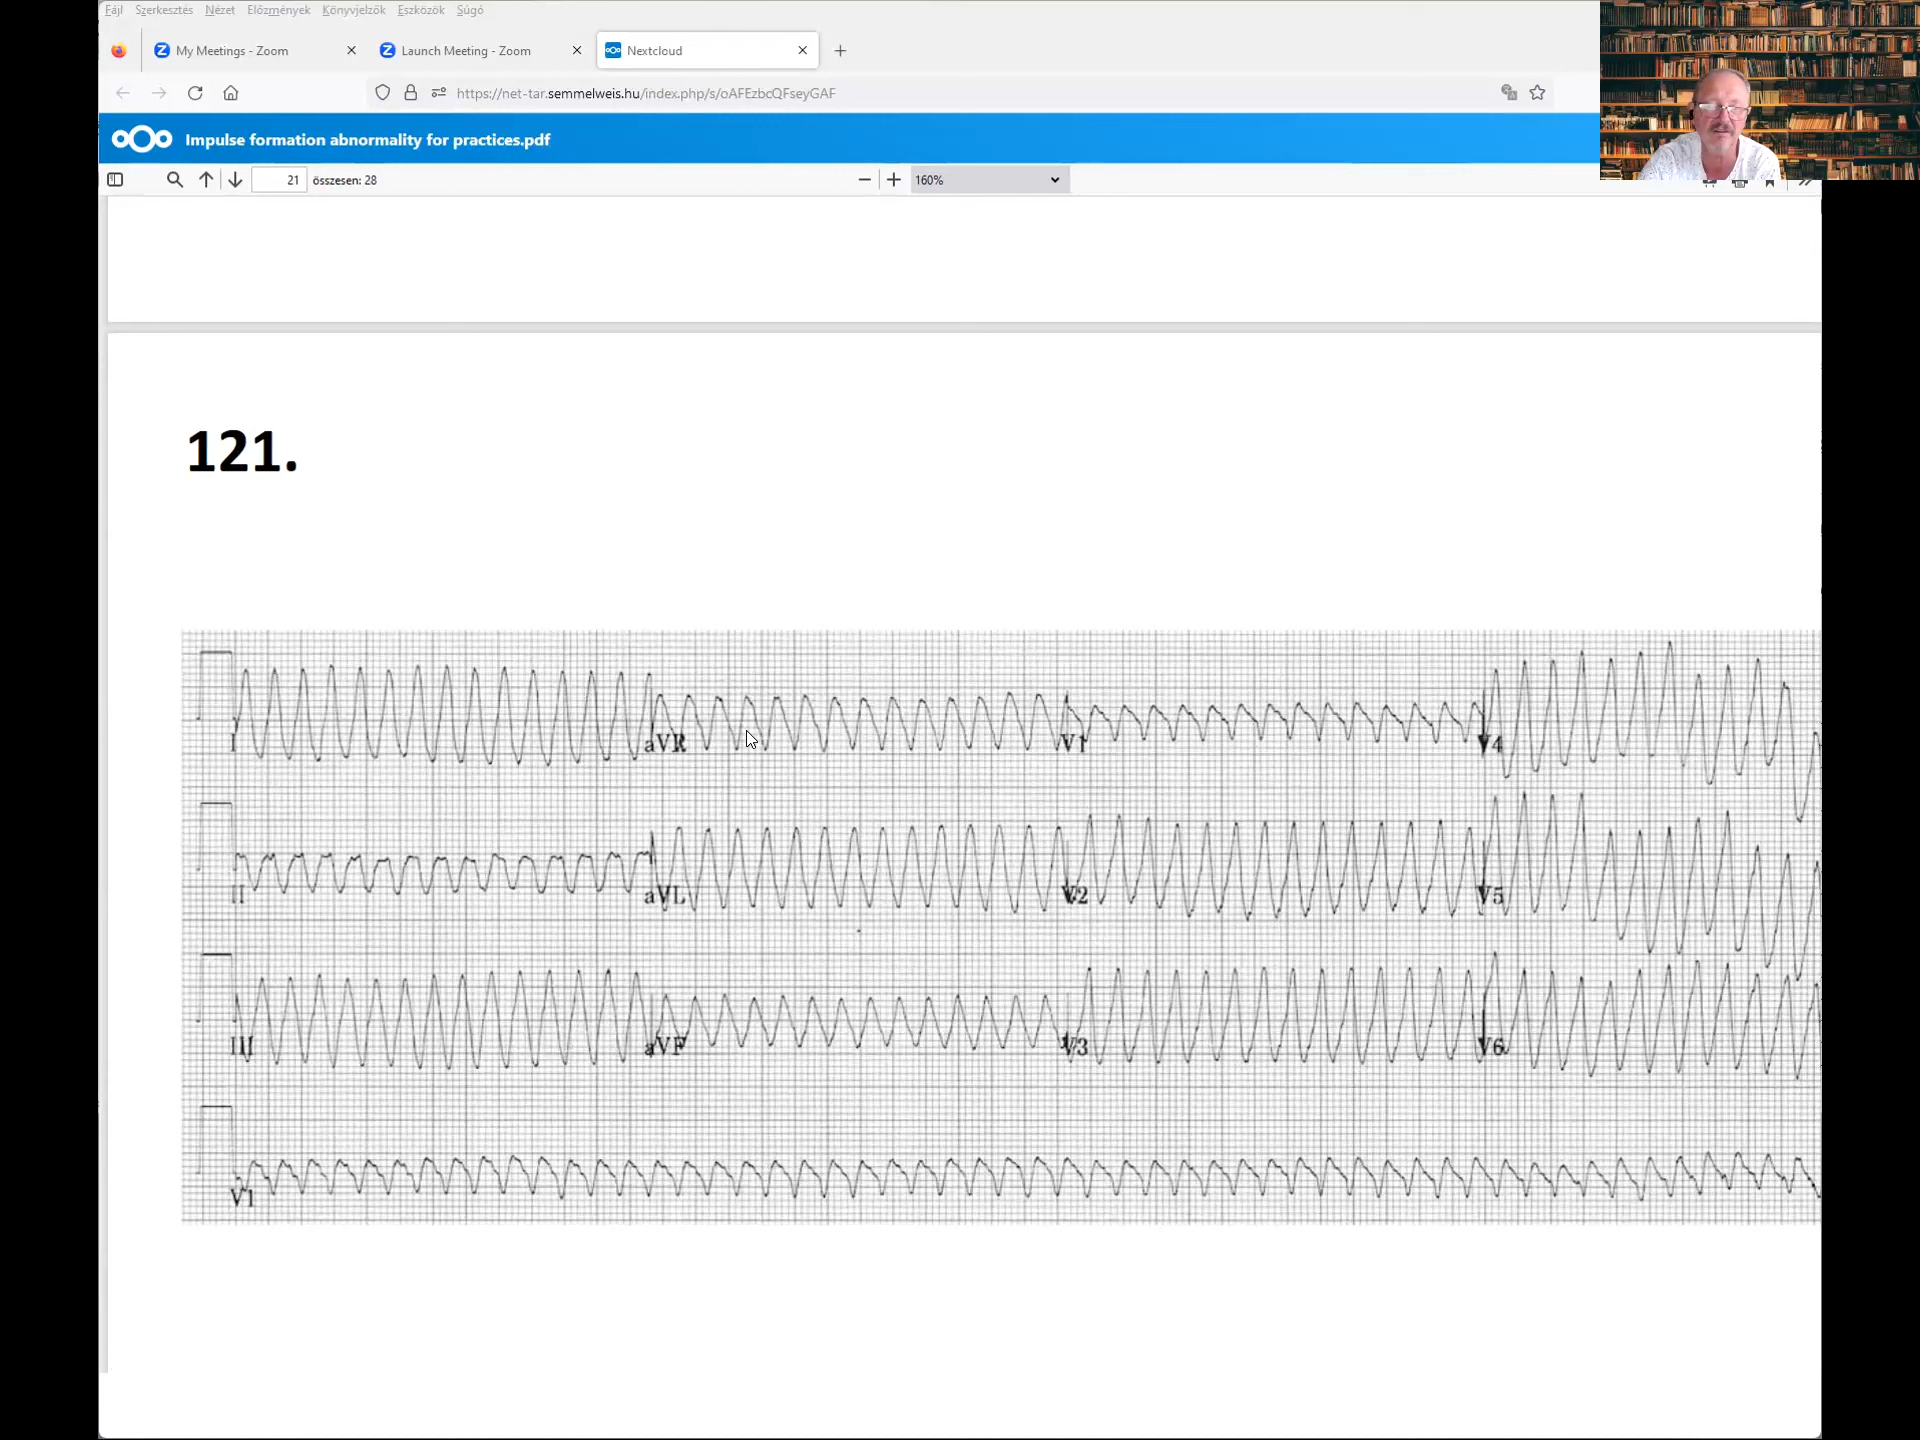 Fájl Szerkesztés Nézet Előzmények Könyvjelzők Eszközök Súgó
My Meetings - Zoom Launch Meeting - Zoom Nextcloud
https://net-tar.semmelweis.hu/index.php/s/oAFEzbcQFseyGAF
Impulse formation abnormality for practices.pdf
21 összesen: 28 160%
121.
I aVR V1 V4
II aVL V2 V5
III aVF V3 V6
V1